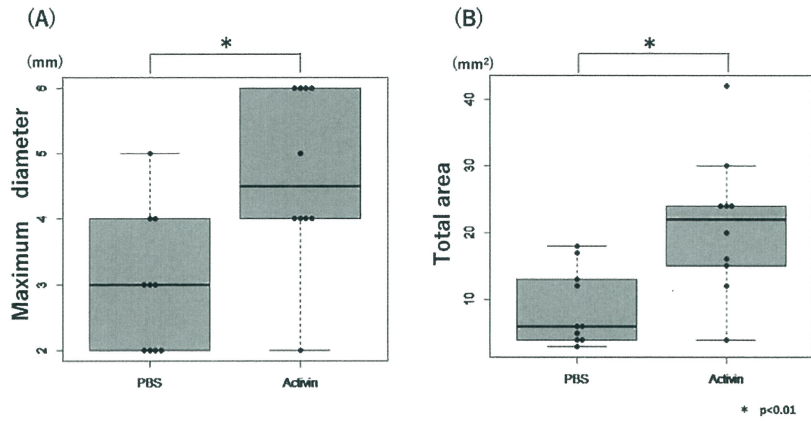 (A)
(mm)
*
Maximum diameter
6
5
4
3
2
PBS Activin
(B)
(mm²)
*
Total area
40
30
20
10
PBS Activin
* p<0.01